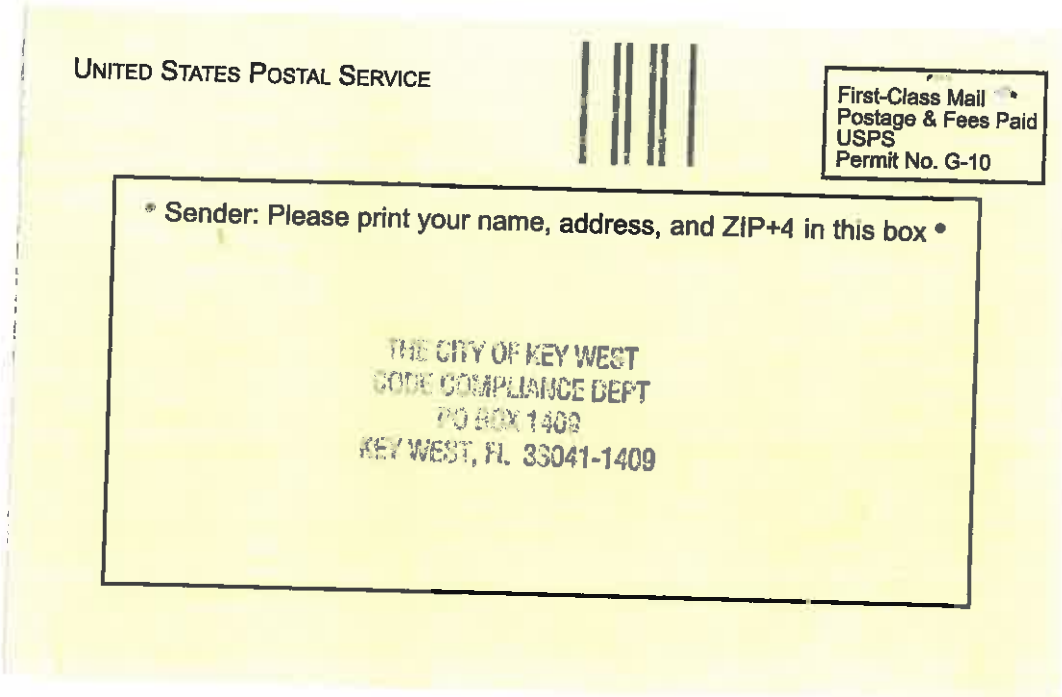 UNITED STATES POSTAL SERVICE
First-Class Mail
Postage & Fees Paid
USPS
Permit No. G-10
• Sender: Please print your name, address, and ZIP+4 in this box •
THE CITY OF KEY WEST
CODE COMPLIANCE DEPT
PO BOX 1409
KEY WEST, FL 33041-1409